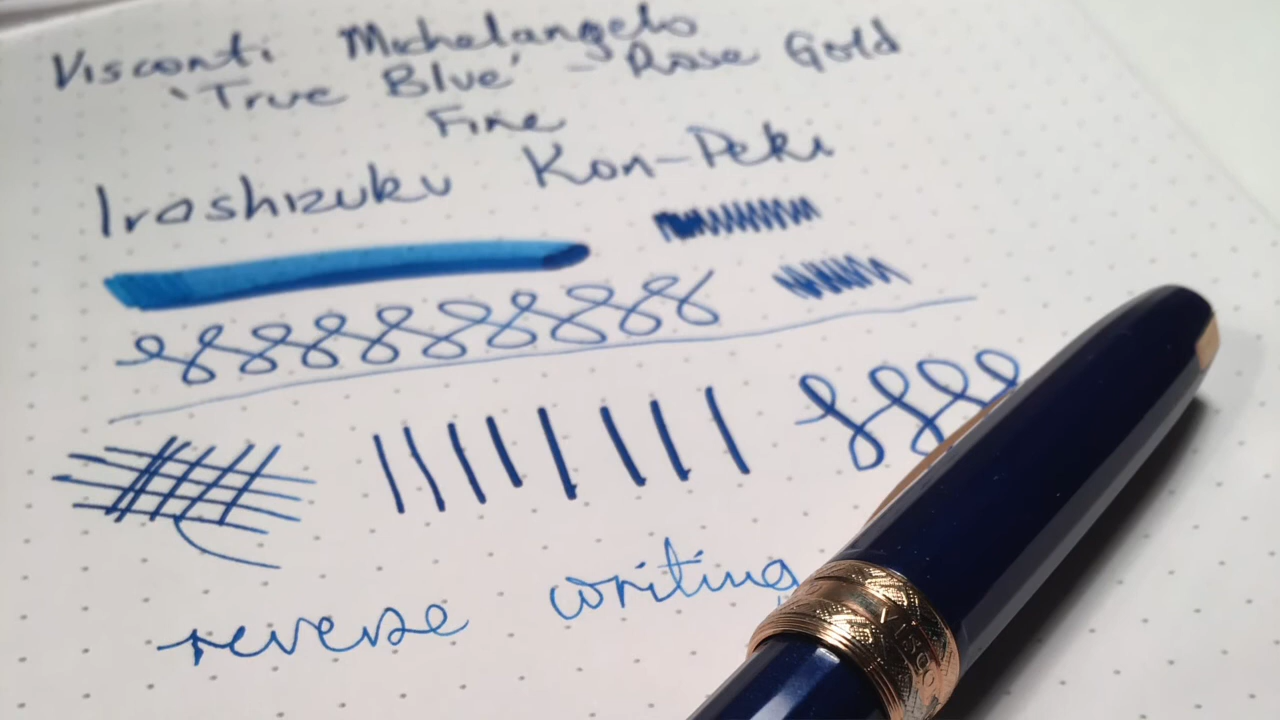 Visconti Michelangelo
'True Blue' - Rose Gold
Fine
Iroshizuku Kon-Peki
reverse writing